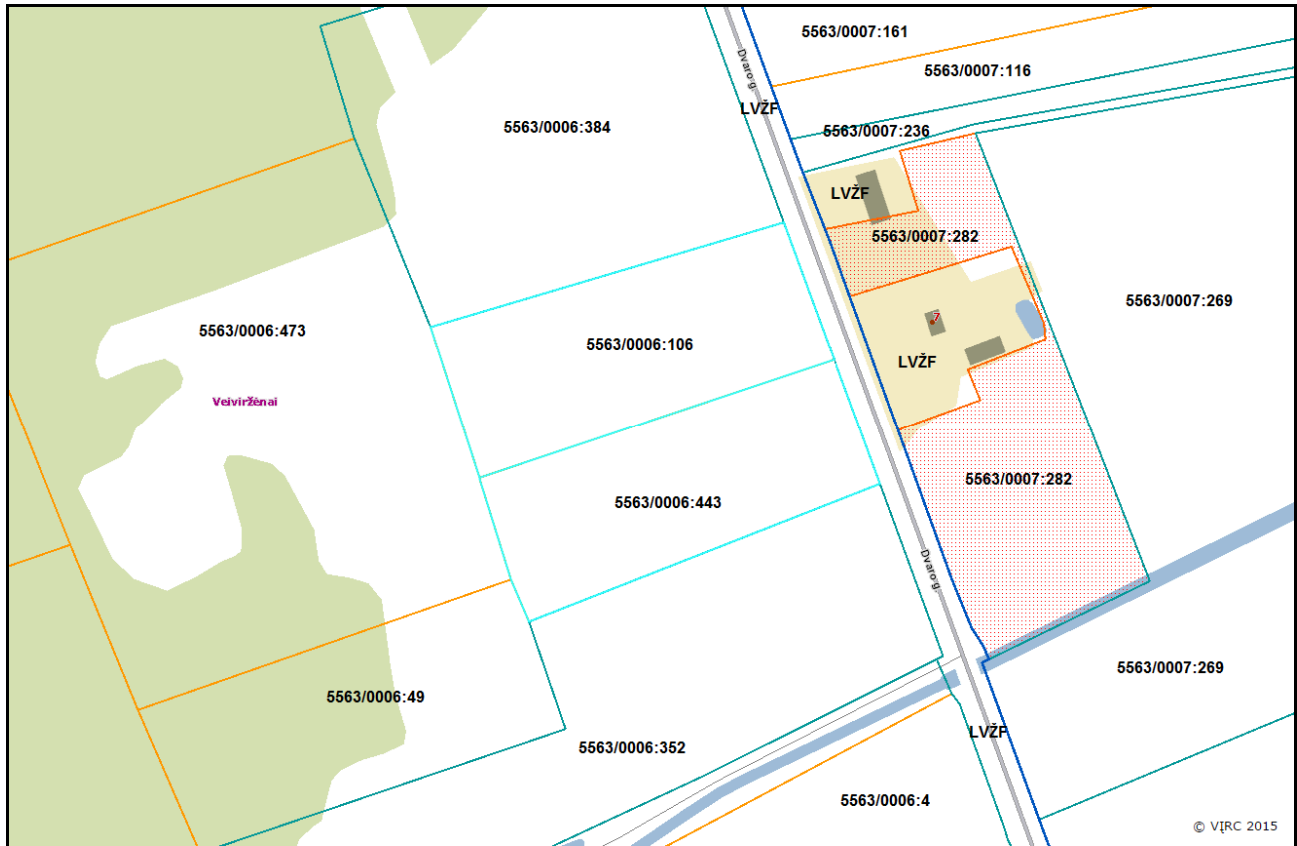 5563/0007:161
Dvaro g.
5563/0007:116
LVŽF
5563/0006:384
5563/0007:236
LVŽF
5563/0007:282
5563/0007:269
5563/0006:473
7
5563/0006:106
LVŽF
Veiviržėnai
5563/0007:282
5563/0006:443
Dvaro g.
5563/0007:269
5563/0006:49
LVŽF
5563/0006:352
5563/0006:4
© VĮRC 2015